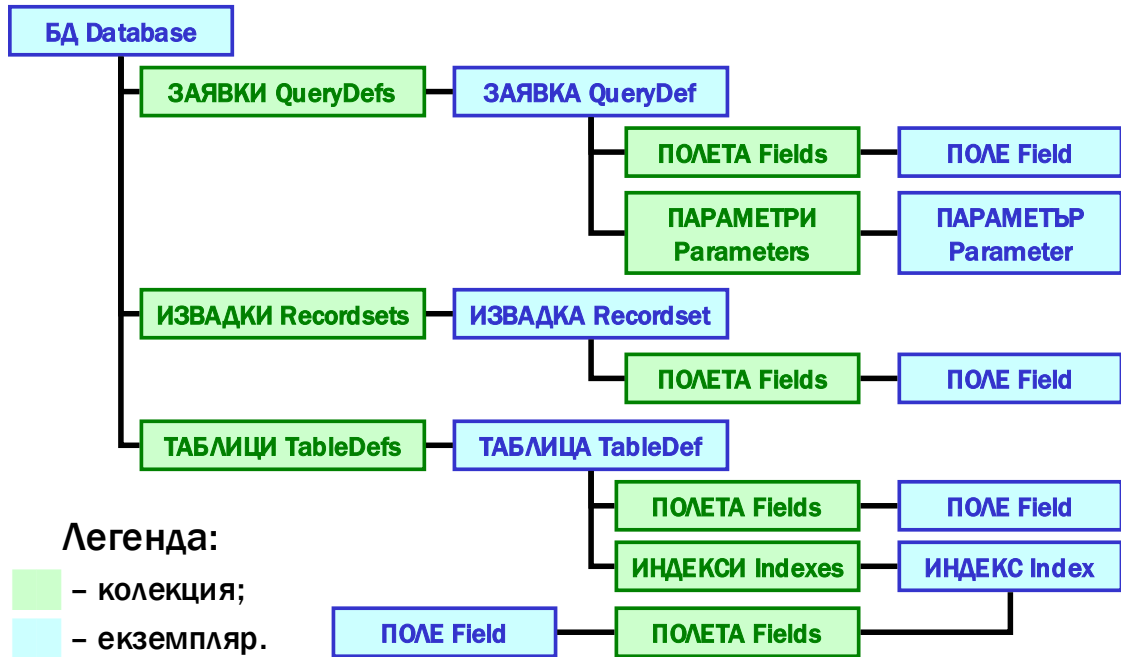 БД Database
ЗАЯВКИ QueryDefs
ЗАЯВКА QueryDef
ПОЛЕТА Fields
ПОЛЕ Field
ПАРАМЕТРИ
Parameters
ПАРАМЕТЪР
Parameter
ИЗВАДКИ Recordsets
ИЗВАДКА Recordset
ПОЛЕТА Fields
ПОЛЕ Field
ТАБЛИЦИ TableDefs
ТАБЛИЦА TableDef
ПОЛЕТА Fields
ПОЛЕ Field
ИНДЕКСИ Indexes
ИНДЕКС Index
ПОЛЕ Field
ПОЛЕТА Fields
Легенда:
– колекция;
– екземпляр.